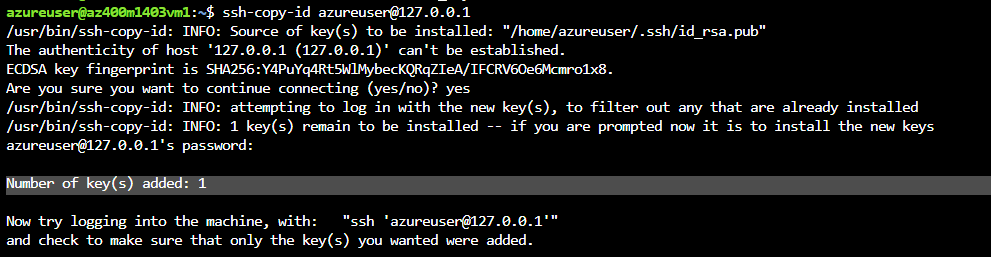 azureuser@az400m1403vm1:~$ ssh-copy-id azureuser@127.0.0.1
/usr/bin/ssh-copy-id: INFO: Source of key(s) to be installed: "/home/azureuser/.ssh/id_rsa.pub"
The authenticity of host '127.0.0.1 (127.0.0.1)' can't be established.
ECDSA key fingerprint is SHA256:Y4PuYq4Rt5WlMybecKQRqZIeA/IFCRV6Oe6Mcmro1x8.
Are you sure you want to continue connecting (yes/no)? yes
/usr/bin/ssh-copy-id: INFO: attempting to log in with the new key(s), to filter out any that are already installed
/usr/bin/ssh-copy-id: INFO: 1 key(s) remain to be installed -- if you are prompted now it is to install the new keys
azureuser@127.0.0.1's password:
Number of key(s) added: 1
Now try logging into the machine, with:   "ssh 'azureuser@127.0.0.1'"
and check to make sure that only the key(s) you wanted were added.